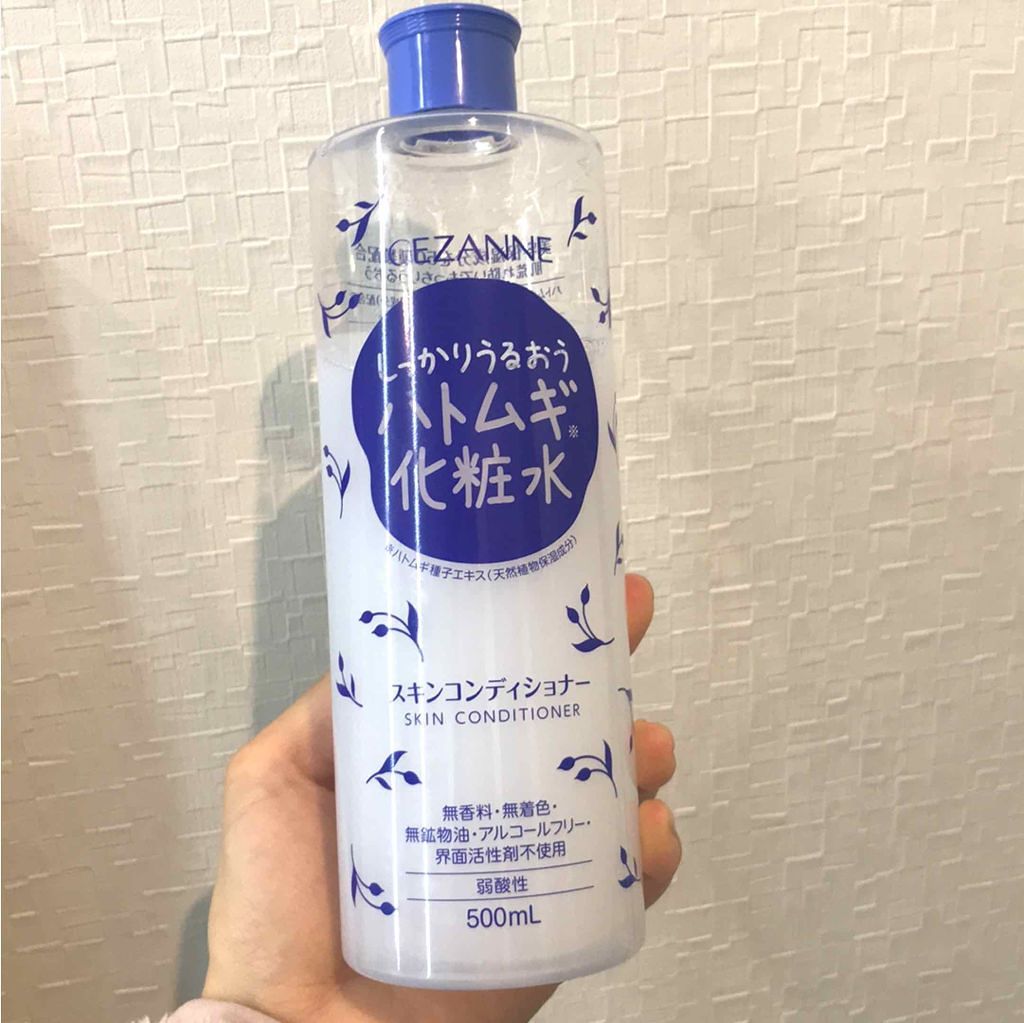 CEZANNE
しっかりうるおう
ハトムギ※
化粧水
※ハトムギ種子エキス(天然植物保湿成分)
スキンコンディショナー
SKIN CONDITIONER
無香料・無着色・
無鉱物油・アルコールフリー・
界面活性剤不使用
弱酸性
500mL